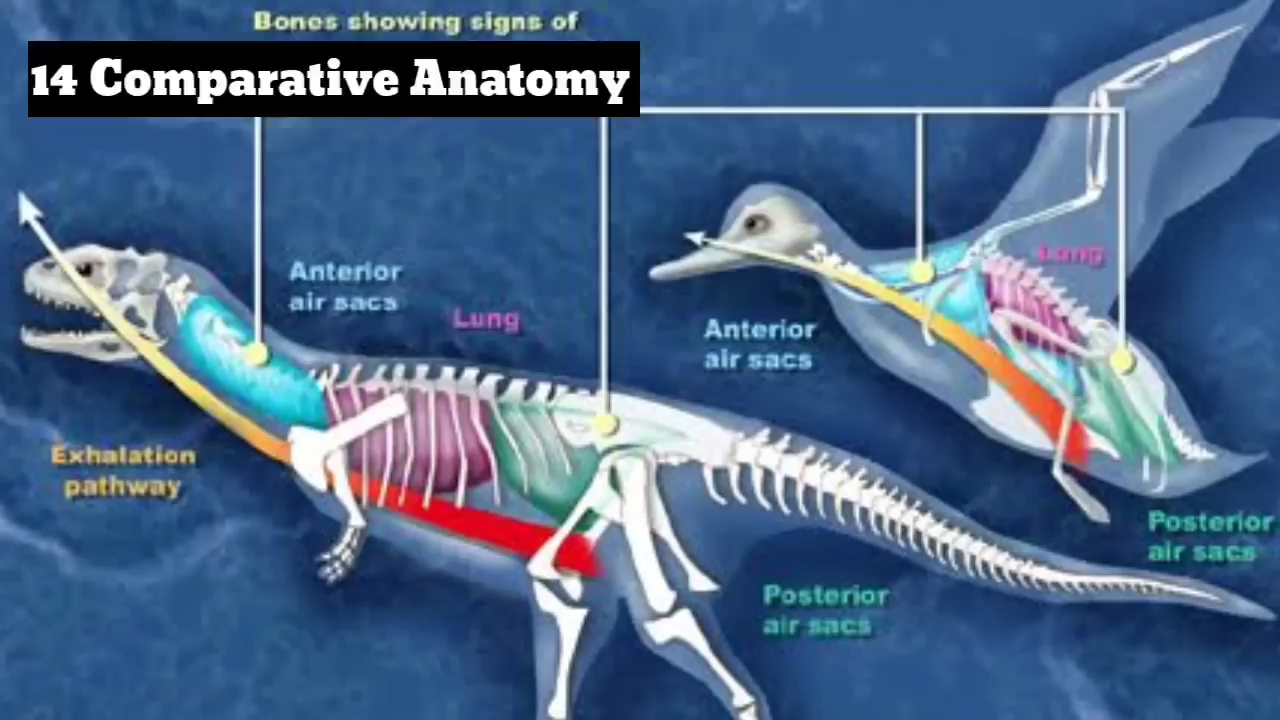 Bones showing signs of
14 Comparative Anatomy
Anterior
air sacs
Lung
Exhalation
pathway
Posterior
air sacs
Anterior
air sacs
Lung
Posterior
air sacs